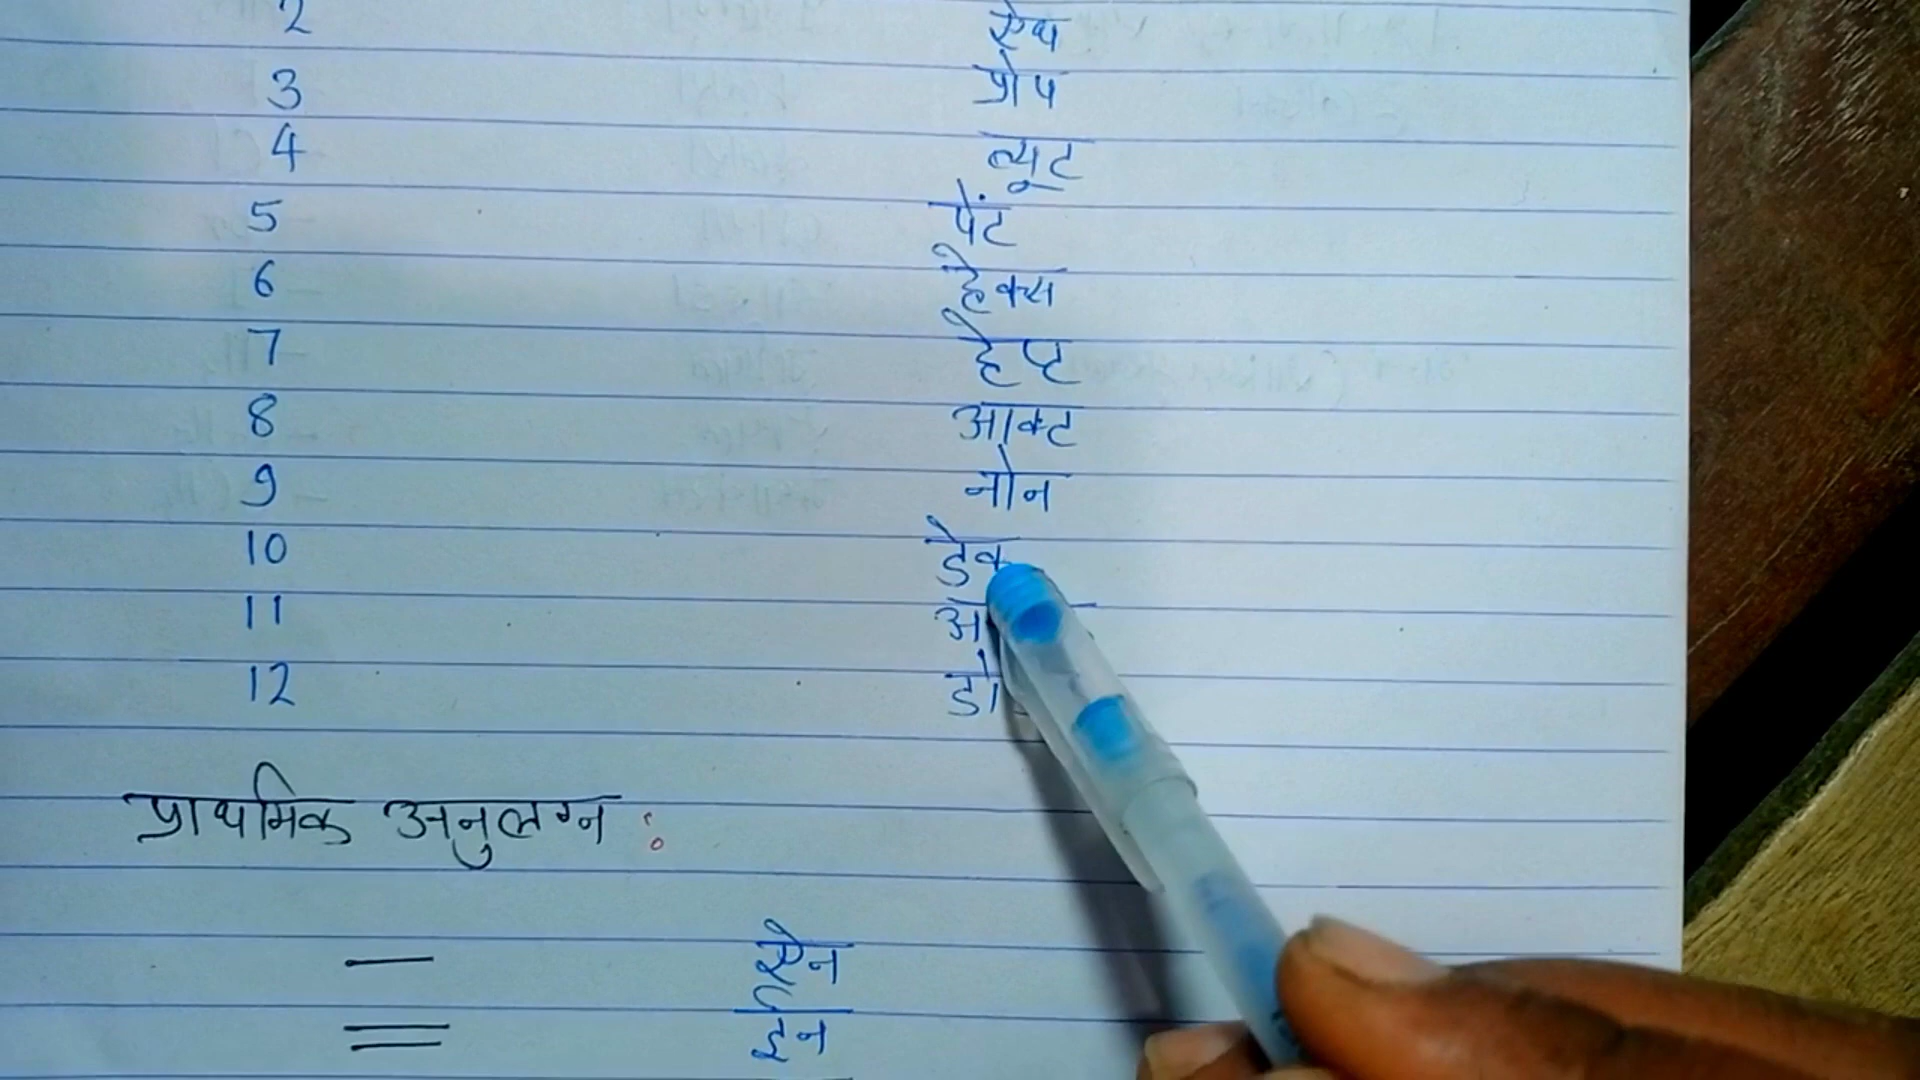 2 ऐथ
3 प्रोप
4 ब्यूट
5 पेंट
6 हेक्स
7 हेप्ट
8 आक्ट
9 नोन
10 डेक
11
12
प्राथमिक अनुलग्न :
— ऐन
= ईन